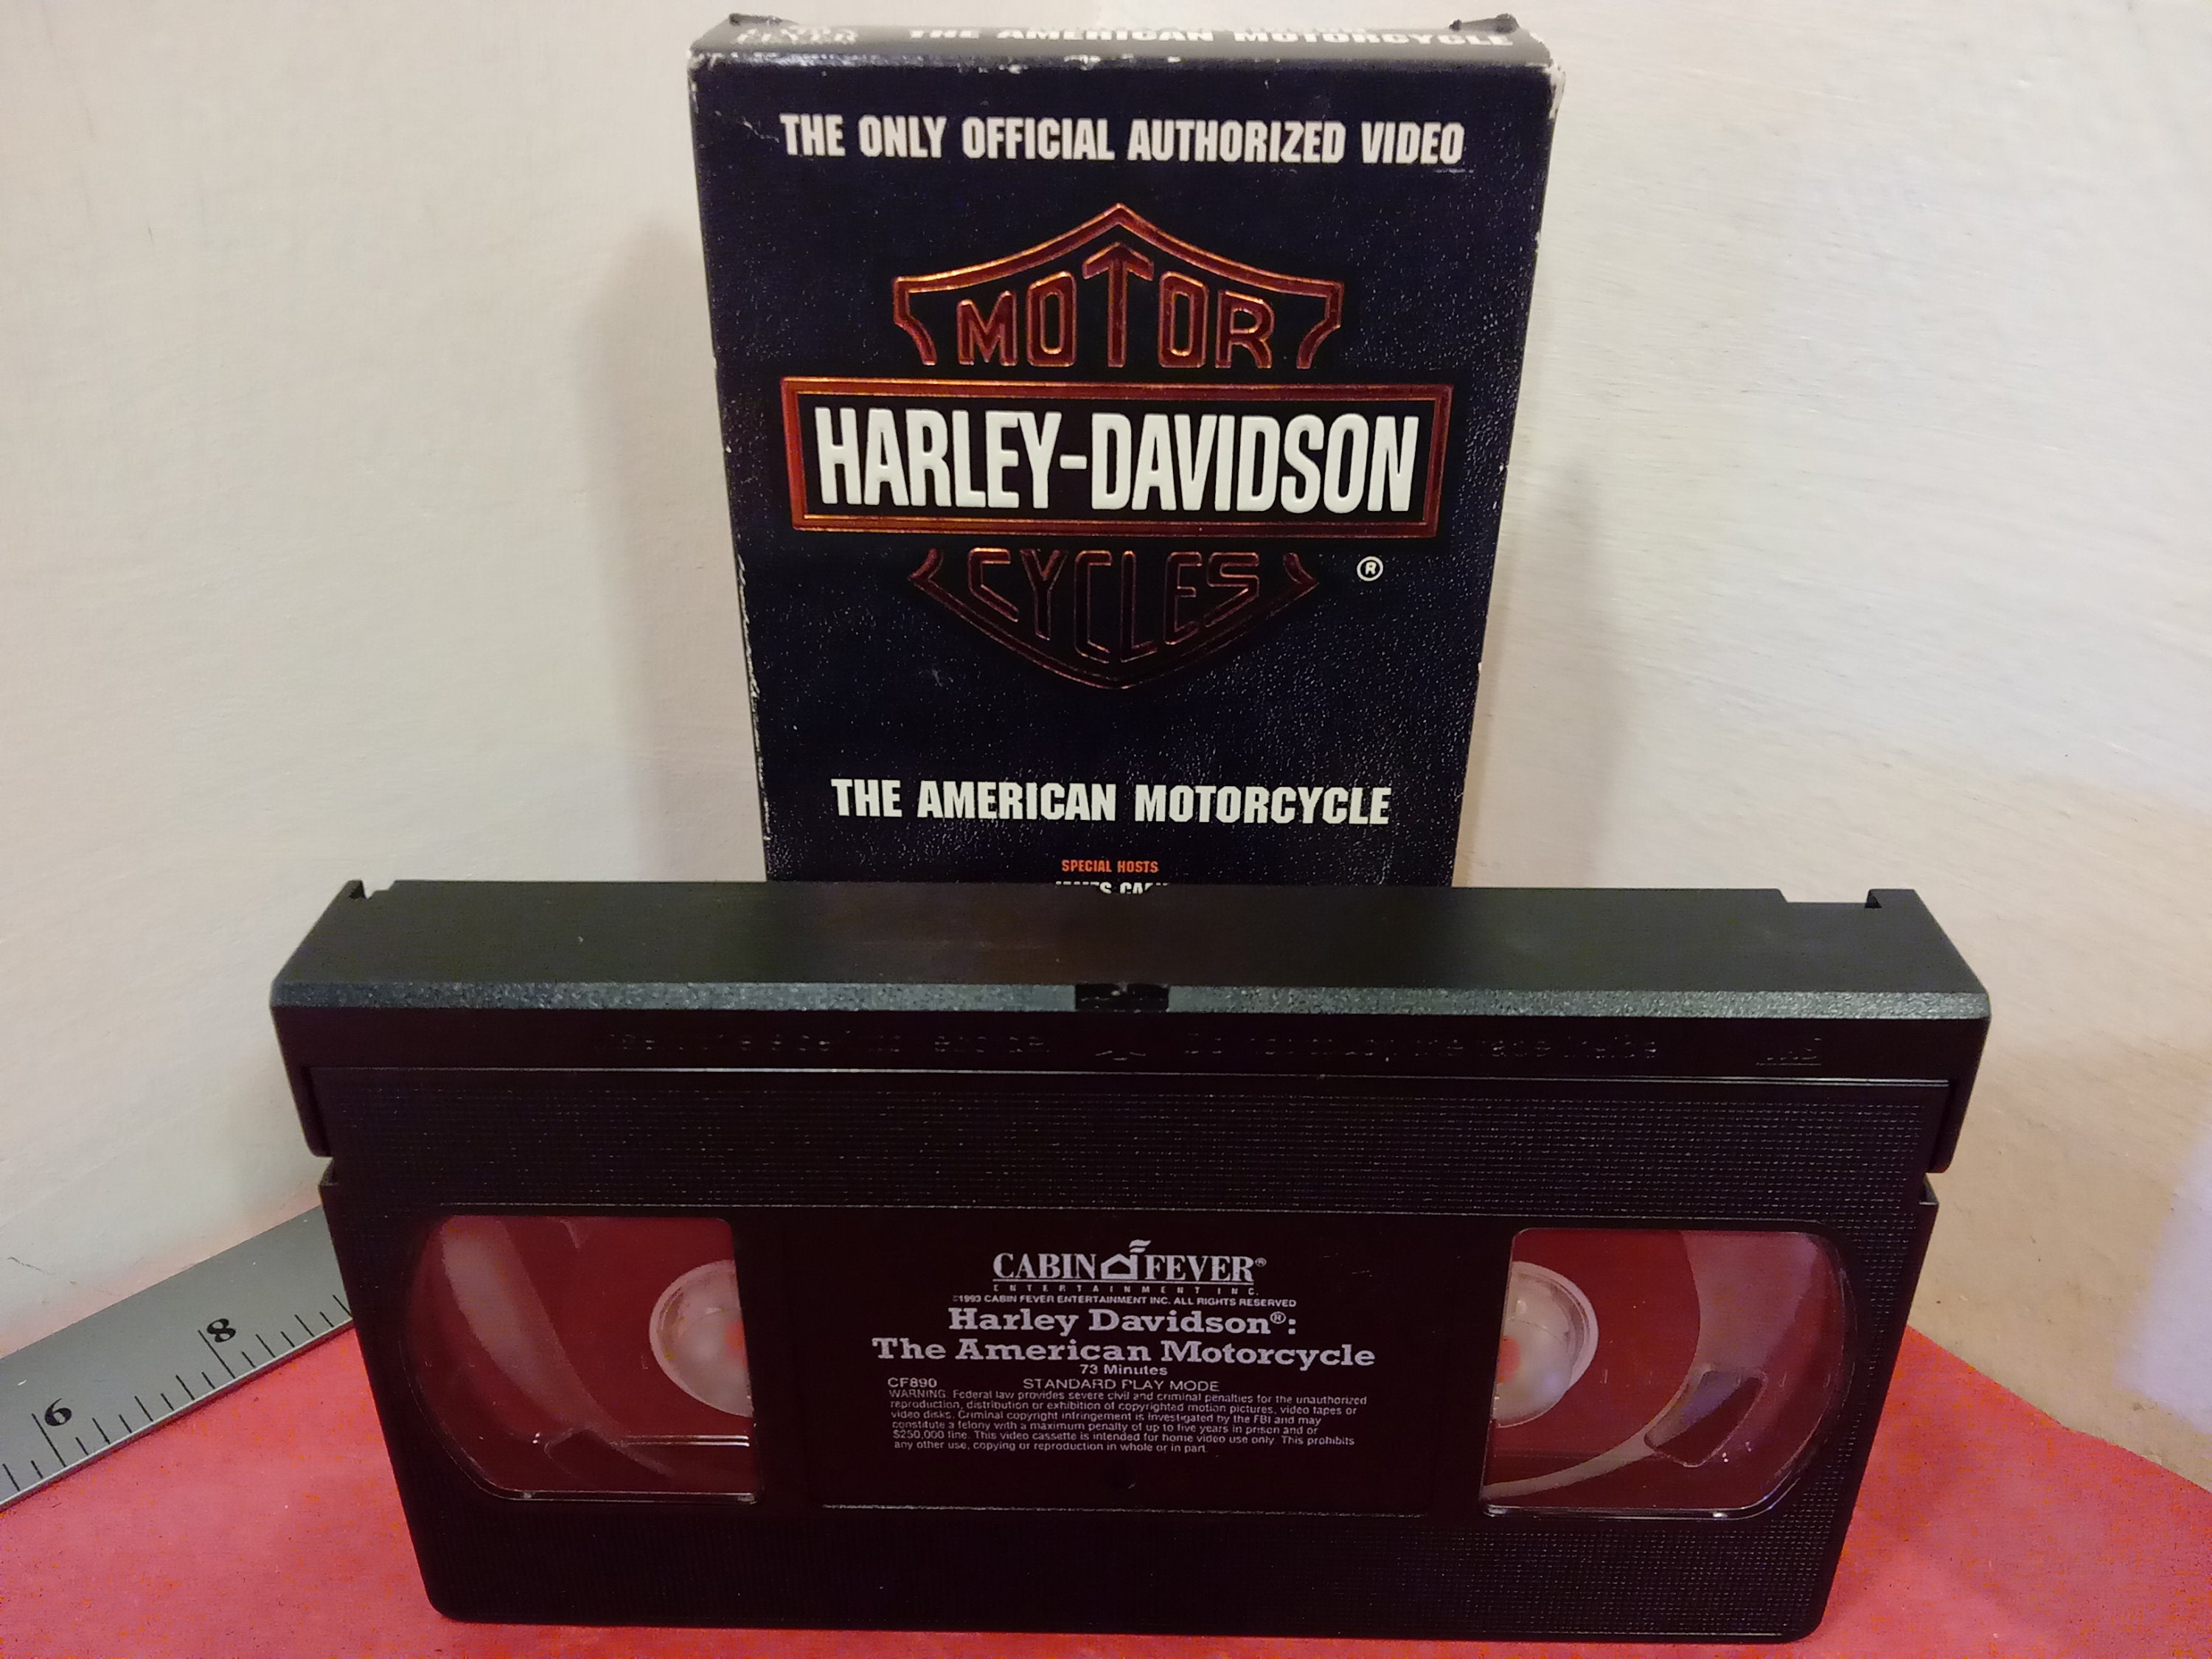 FEVER THE AMERICAN MOTORCYCLE
THE ONLY OFFICIAL AUTHORIZED VIDEO
MOTOR
HARLEY-DAVIDSON
CYCLES ®
THE AMERICAN MOTORCYCLE
SPECIAL HOSTS
CABIN FEVER®
ENTERTAINMENT INC.
©1993 CABIN FEVER ENTERTAINMENT INC. ALL RIGHTS RESERVED
Harley Davidson®:
The American Motorcycle
73 Minutes
CF890 STANDARD PLAY MODE
WARNING: Federal law provides severe civil and criminal penalties for the unauthorized
reproduction, distribution or exhibition of copyrighted motion pictures, video tapes or
video disks. Criminal copyright infringement is investigated by the FBI and may
constitute a felony with a maximum penalty of up to five years in prison and or
$250,000 fine. This video cassette is intended for home video use only. This prohibits
any other use, copying or reproduction in whole or in part.
8
6